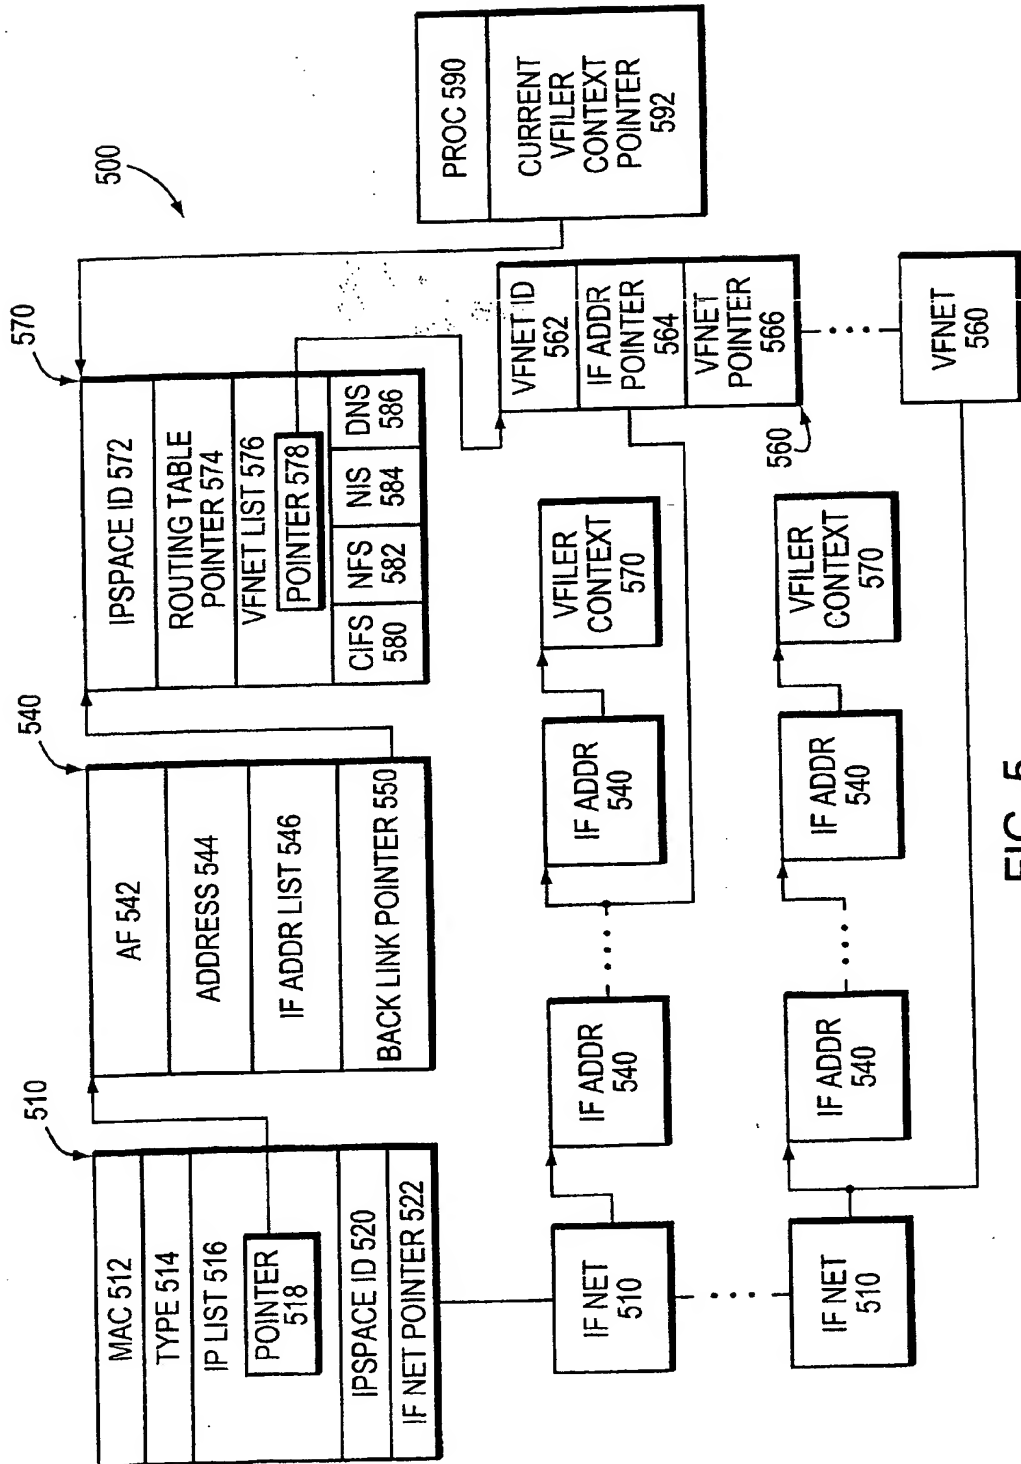 500
510
MAC 512
TYPE 514
IP LIST 516
POINTER
518
IPSPACE ID 520
IF NET POINTER 522
540
AF 542
ADDRESS 544
IF ADDR LIST 546
BACK LINK POINTER 550
570
IPSPACE ID 572
ROUTING TABLE
POINTER 574
VFNET LIST 576
POINTER 578
CIFS
580
NFS
582
NIS
584
DNS
586
PROC 590
CURRENT
VFILER
CONTEXT
POINTER
592
IF NET
510
IF ADDR
540
IF ADDR
540
VFILER
CONTEXT
570
VFNET ID
562
IF ADDR
POINTER
564
VFNET
POINTER
566
560
IF NET
510
IF ADDR
540
IF ADDR
540
VFILER
CONTEXT
570
VFNET
560
FIG. 5